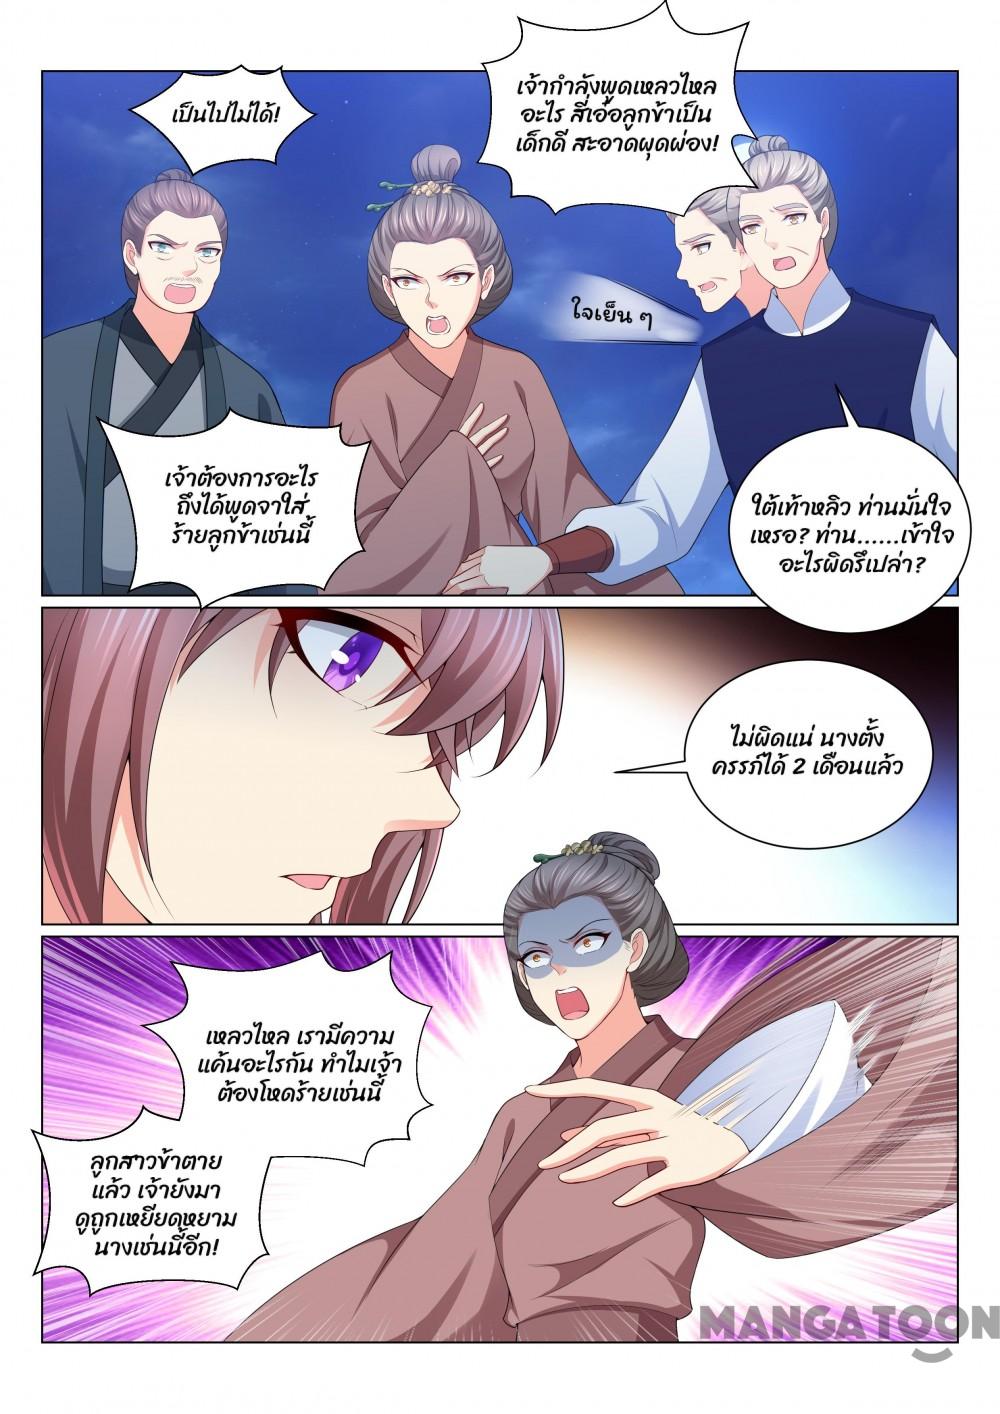 เป็นไปไม่ได้!
เจ้ากำลังพูดเหลวไหล
อะไร สี่เอ๋อลูกข้าเป็น
เด็กดี สะอาดผุดผ่อง!
ใจเย็น ๆ
เจ้าต้องการอะไร
ถึงได้พูดจาใส่
ร้ายลูกข้าเช่นนี้
ใต้เท้าหลิว ท่านมั่นใจ
เหรอ? ท่าน......เข้าใจ
อะไรผิดรึเปล่า?
ไม่ผิดแน่ นางตั้ง
ครรภ์ได้ 2 เดือนแล้ว
เหลวไหล เรามีความ
แค้นอะไรกัน ทำไมเจ้า
ต้องโหดร้ายเช่นนี้
ลูกสาวข้าตาย
แล้ว เจ้ายังมา
ดูถูกเหยียดหยาม
นางเช่นนี้อีก!
MANGATOON